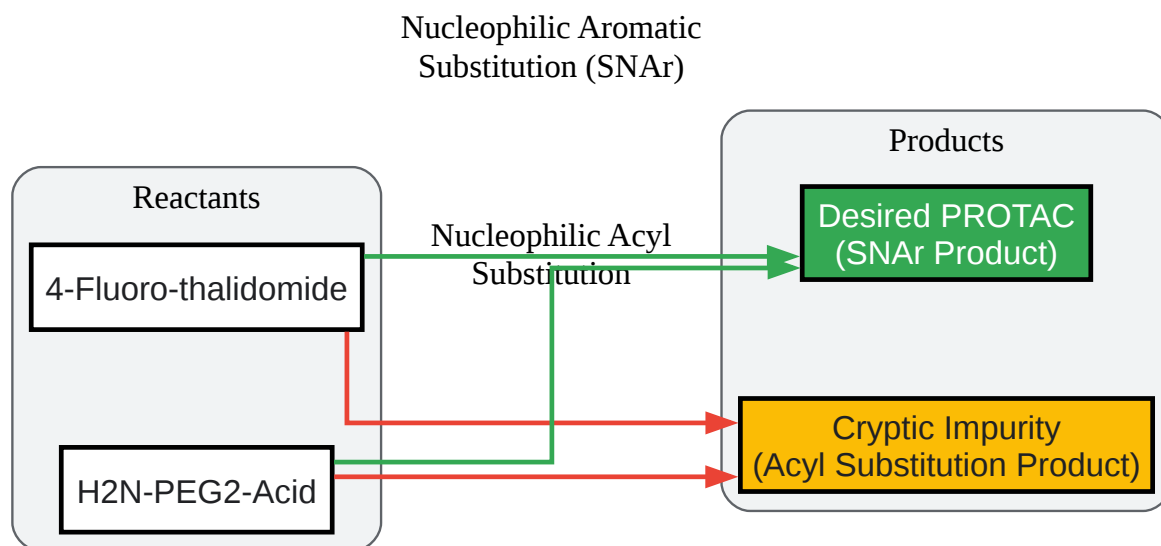 Nucleophilic Aromatic
Substitution (SNAr)
Reactants
4-Fluoro-thalidomide
H2N-PEG2-Acid
Nucleophilic Acyl
Substitution
Products
Desired PROTAC
(SNAr Product)
Cryptic Impurity
(Acyl Substitution Product)